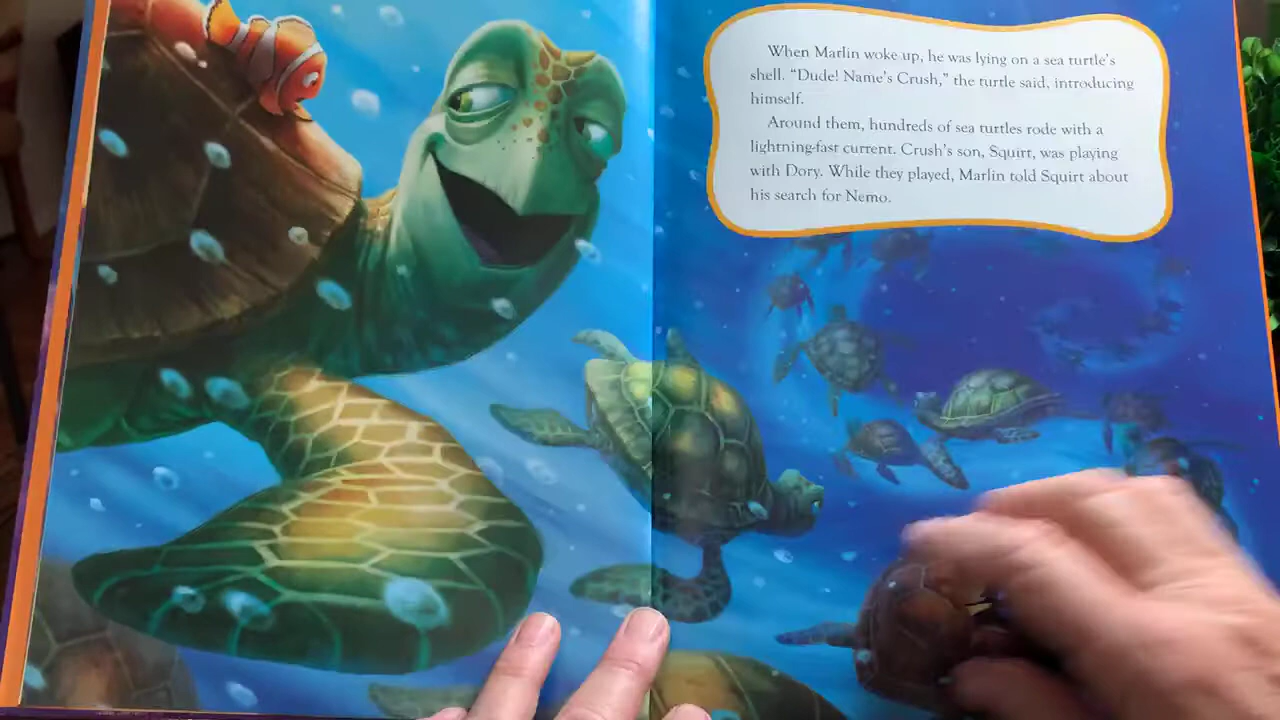 When Marlin woke up, he was lying on a sea turtle's
shell. “Dude! Name's Crush,” the turtle said, introducing
himself.
Around them, hundreds of sea turtles rode with a
lightning-fast current. Crush's son, Squirt, was playing
with Dory. While they played, Marlin told Squirt about
his search for Nemo.